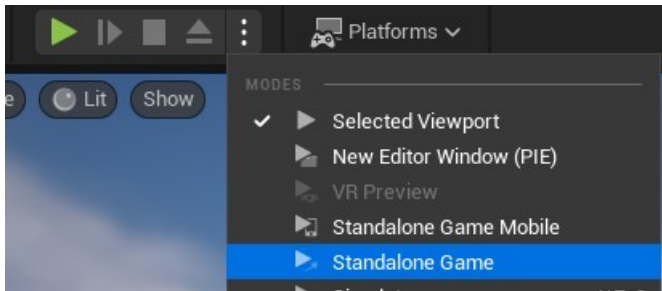 Platforms
Lit Show
MODES
Selected Viewport
New Editor Window (PIE)
VR Preview
Standalone Game Mobile
Standalone Game